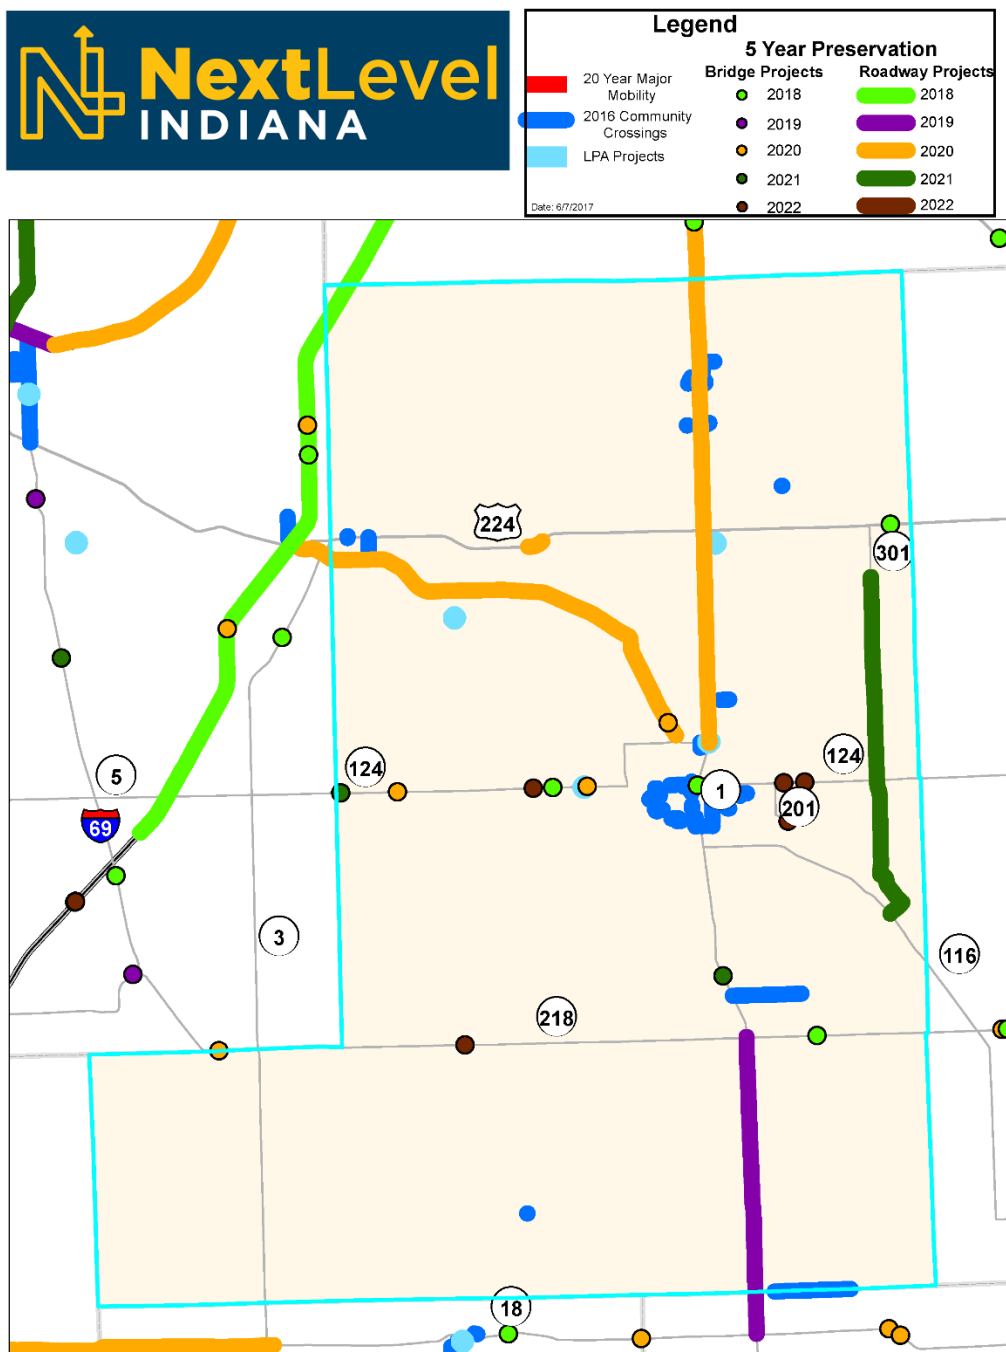 NextLevel
INDIANA
Legend
5 Year Preservation
Bridge Projects
Roadway Projects
20 Year Major
Mobility
2016 Community
Crossings
LPA Projects
2018
2019
2020
2021
2022
2018
2019
2020
2021
2022
Date: 6/7/2017
224
301
124
124
5
69
1
201
3
116
218
18